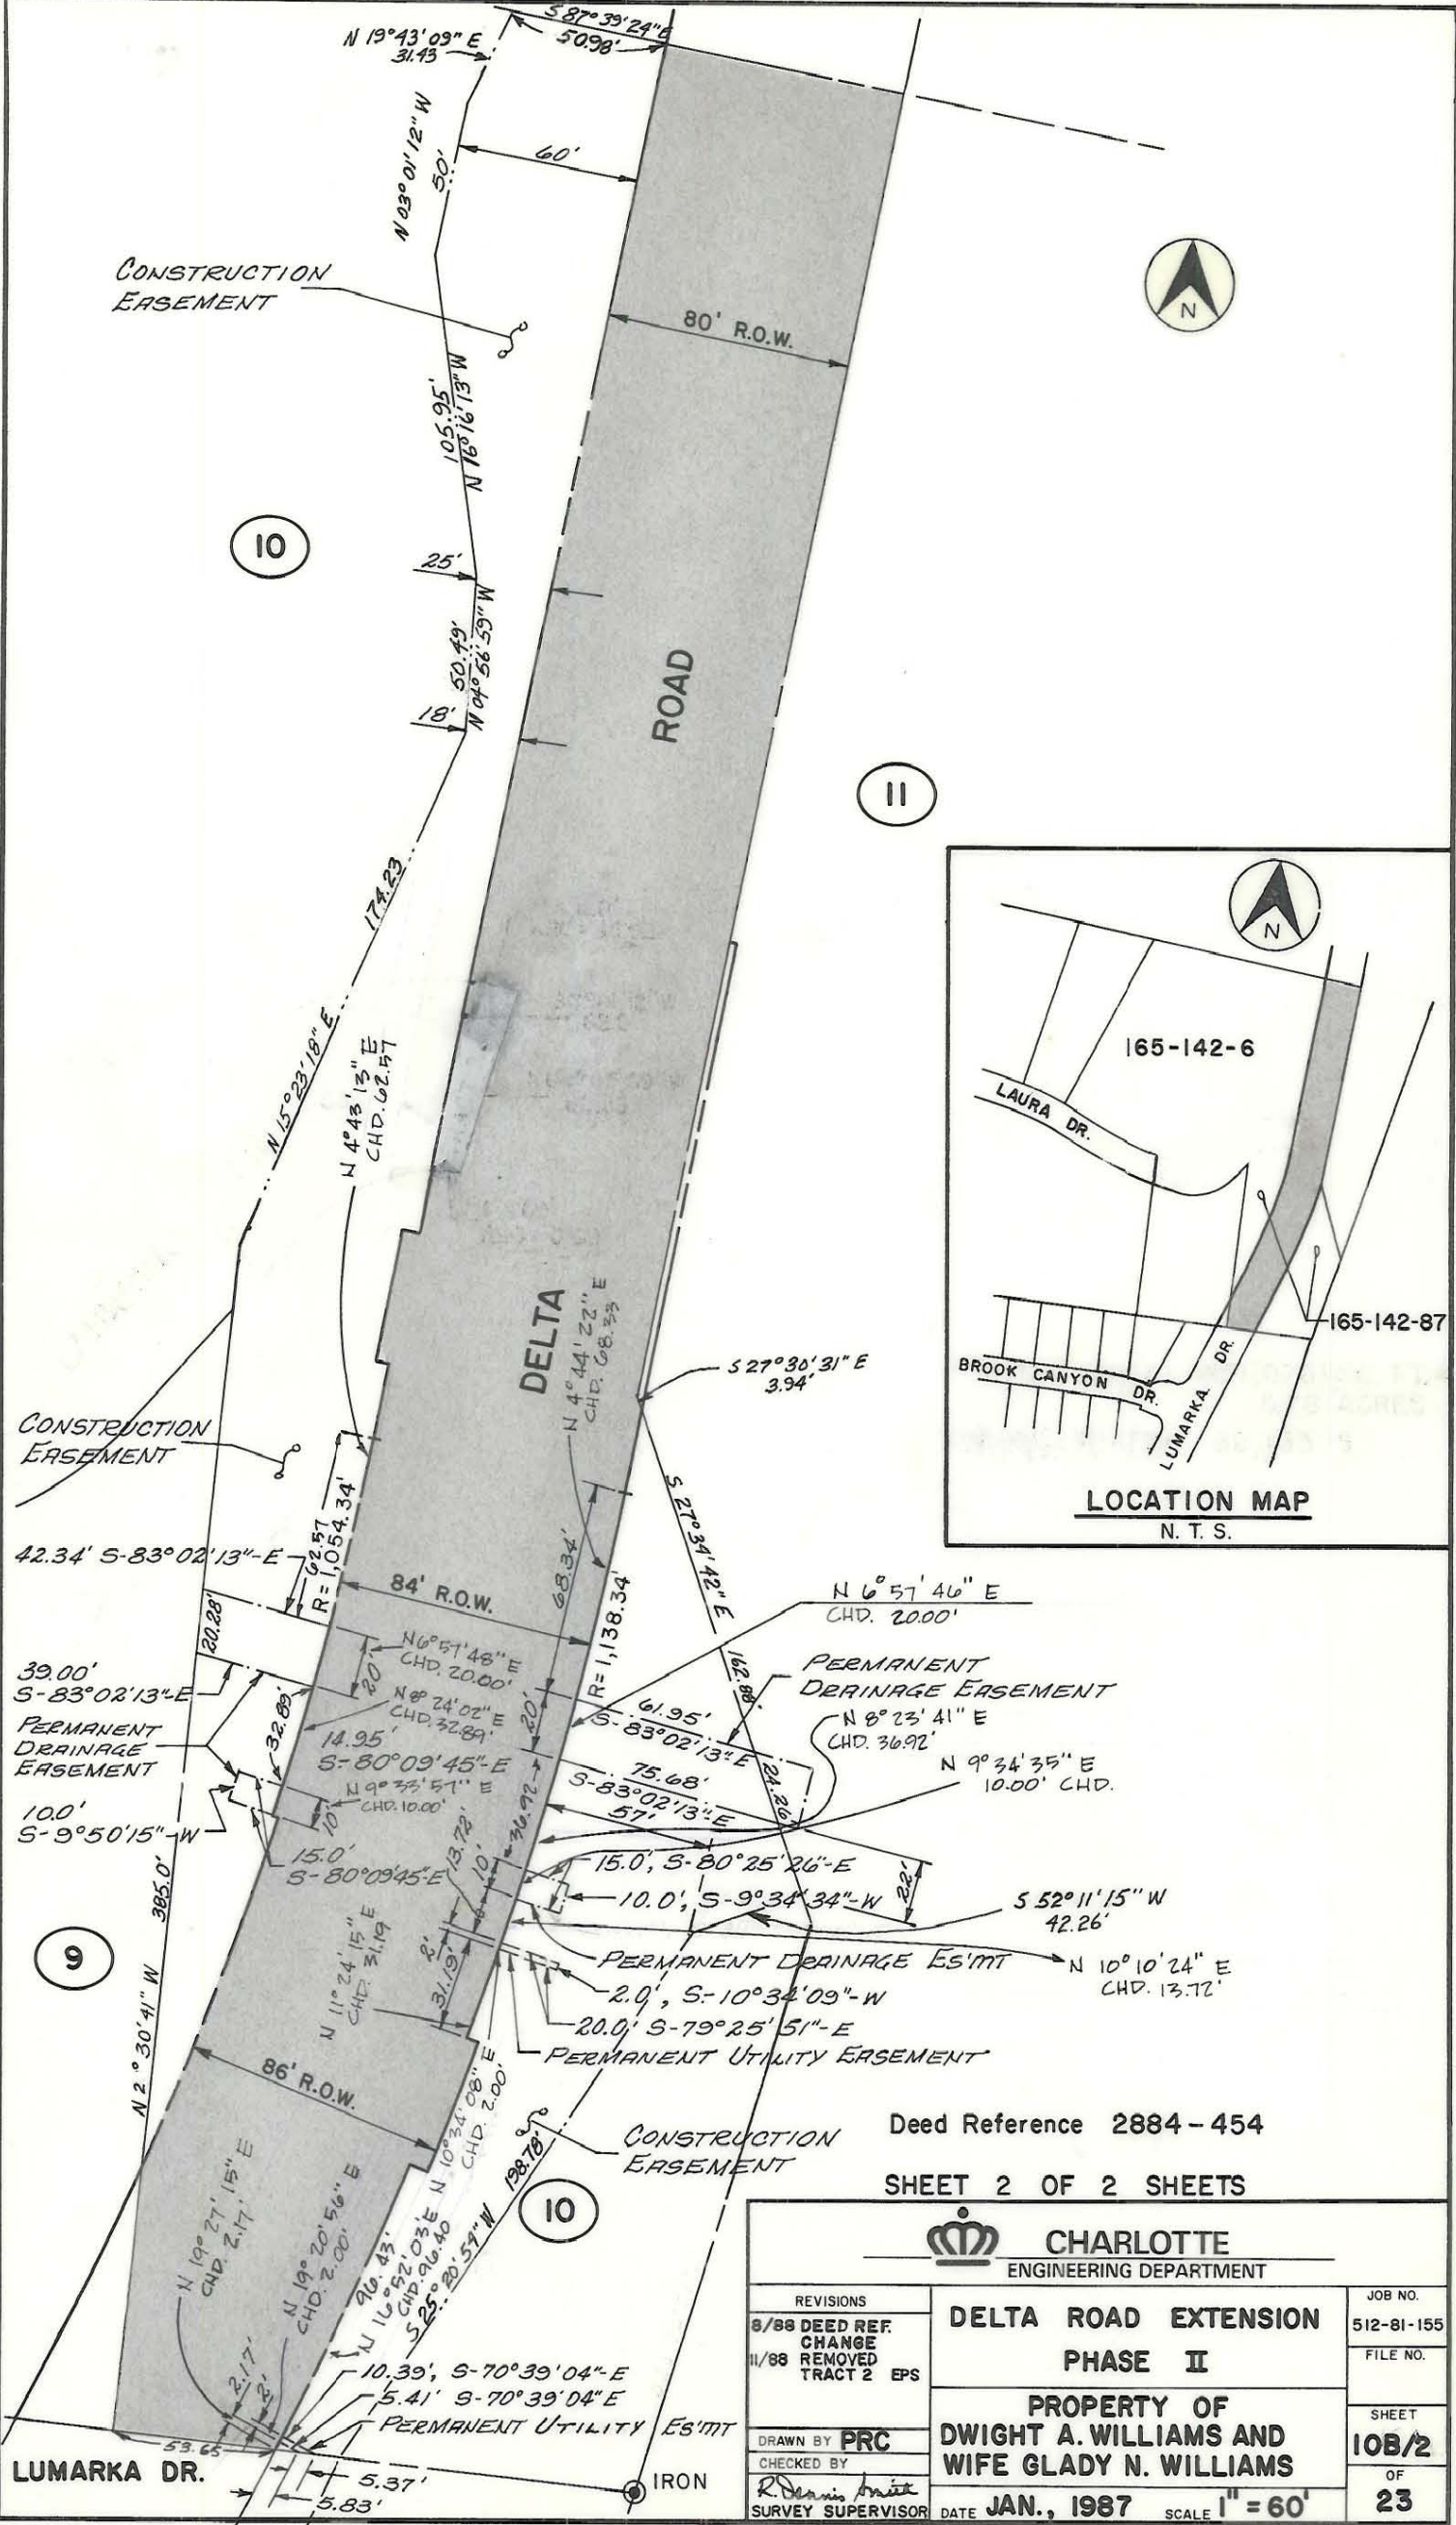 S 87° 39' 24" E
50.98'
N 19° 43' 09" E
31.43
N 03° 01' 12" W
50'
60'
CONSTRUCTION
EASEMENT
80' R.O.W.
N
105.95'
N 16° 16' 13" W
10
25'
50.49'
N 04° 56' 59" W
18'
ROAD
11
174.23
N 15° 23' 18" E
N 4° 43' 13" E
CHD. 62.57
N
165-142-6
LAURA DR.
165-142-87
BROOK CANYON DR.
LUMARKA DR.
LOCATION MAP
N. T. S.
DELTA
N 4° 44' 22" E
CHD. 68.33
S 27° 30' 31" E
3.94'
CONSTRUCTION
EASEMENT
62.57
R= 1,054.34'
42.34' S-83° 02' 13"-E
84' R.O.W.
68.34'
R= 1,138.34'
S 27° 34' 42" E
162.88'
N 6° 57' 46" E
CHD. 20.00'
20.28'
39.00'
S-83° 02' 13"-E
N 6° 57' 48" E
CHD. 20.00'
20'
N 8° 24' 02" E
CHD. 32.89'
20'
61.95'
S-83° 02' 13" E
PERMANENT
DRAINAGE EASEMENT
N 8° 23' 41" E
CHD. 36.92'
PERMANENT
DRAINAGE
EASEMENT
32.89'
14.95'
S-80° 09' 45"-E
75.68'
S-83° 02' 13"-E
24.26'
57'
N 9° 34' 35" E
10.00' CHD.
N 9° 33' 57" E
CHD. 10.00'
10'
36.92
10.0'
S-9° 50' 15"-W
15.0'
S-80° 09' 45"-E
13.72'
10'
15.0', S-80° 25' 26"-E
10.0', S-9° 34' 34"-W
22'
S 52° 11' 15" W
42.26'
385.0'
N 2° 30' 41" W
9
N 11° 24' 15" E
CHD. 31.19
2'
31.19'
PERMANENT DRAINAGE ES'MT
N 10° 10' 24" E
CHD. 13.72'
2.0', S-10° 34' 09"-W
20.0', S-79° 25' 51"-E
PERMANENT UTILITY EASEMENT
86' R.O.W.
N 10° 34' 08" E
CHD. 2.00'
CONSTRUCTION
EASEMENT
198.78'
S 25° 20' 59" W
10
N 19° 27' 15" E
CHD. 2.17'
N 19° 20' 56" E
CHD. 2.00'
96.43'
N 16° 52' 03" E
CHD. 96.40
2.17'
2'
10.39', S-70° 39' 04"-E
5.41' S-70° 39' 04" E
PERMANENT UTILITY ES'MT
53.65
LUMARKA DR.
5.37'
5.83'
IRON
Deed Reference 2884-454
SHEET 2 OF 2 SHEETS
CHARLOTTE
ENGINEERING DEPARTMENT
REVISIONS
8/88 DEED REF.
CHANGE
11/88 REMOVED
TRACT 2 EPS
DELTA ROAD EXTENSION
PHASE II
JOB NO.
512-81-155
FILE NO.
PROPERTY OF
DWIGHT A. WILLIAMS AND
WIFE GLADY N. WILLIAMS
SHEET
10B/2
OF
23
DRAWN BY PRC
CHECKED BY
R. Dennis Smith
SURVEY SUPERVISOR
DATE JAN., 1987 SCALE 1" = 60'